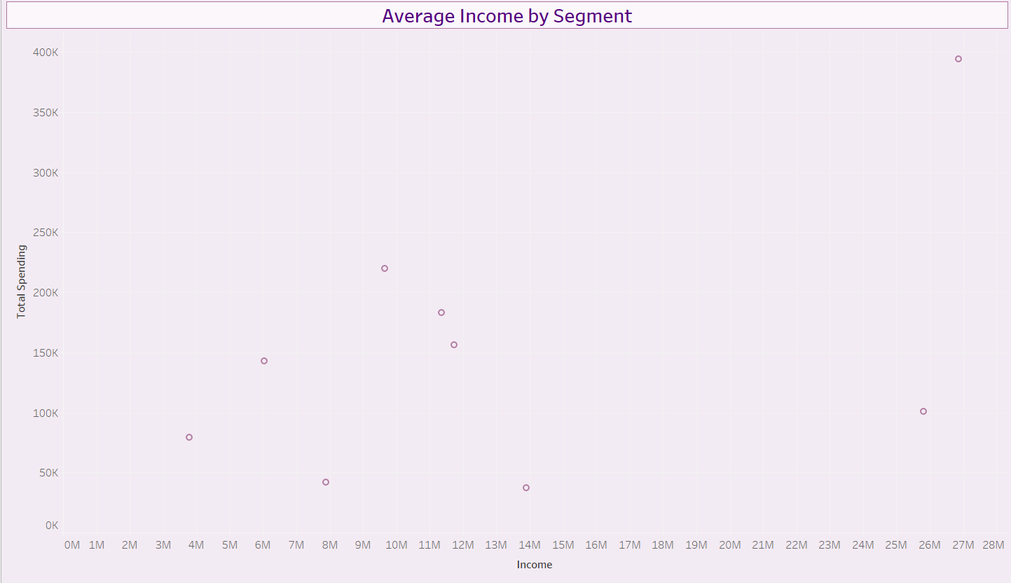 Average Income by Segment
400K
350K
300K
250K
200K
150K
100K
50K
0K
Total Spending
0M 1M 2M 3M 4M 5M 6M 7M 8M 9M 10M 11M 12M 13M 14M 15M 16M 17M 18M 19M 20M 21M 22M 23M 24M 25M 26M 27M 28M
Income